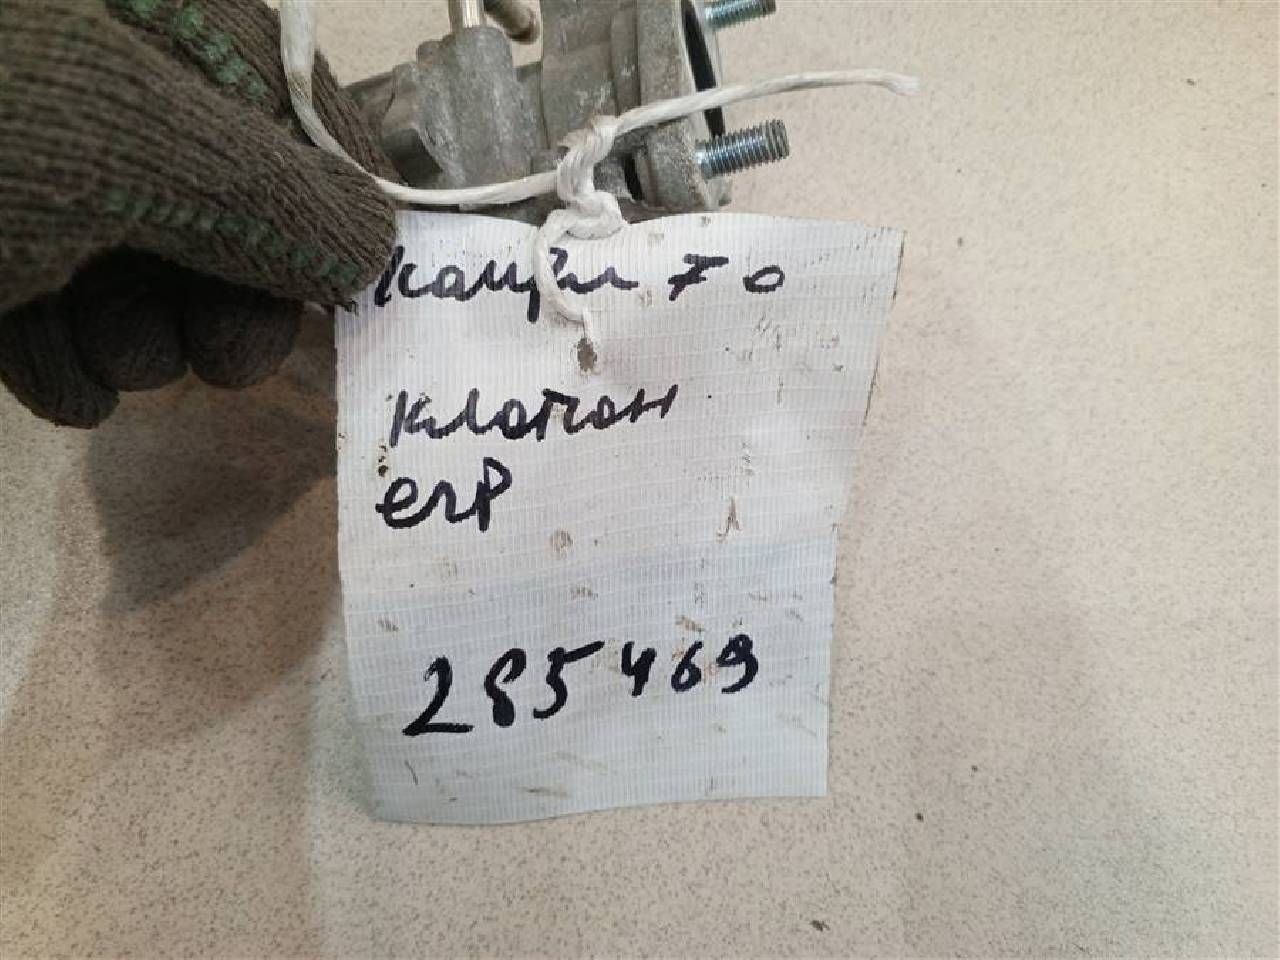 Камри 70
клапан
егр
285469